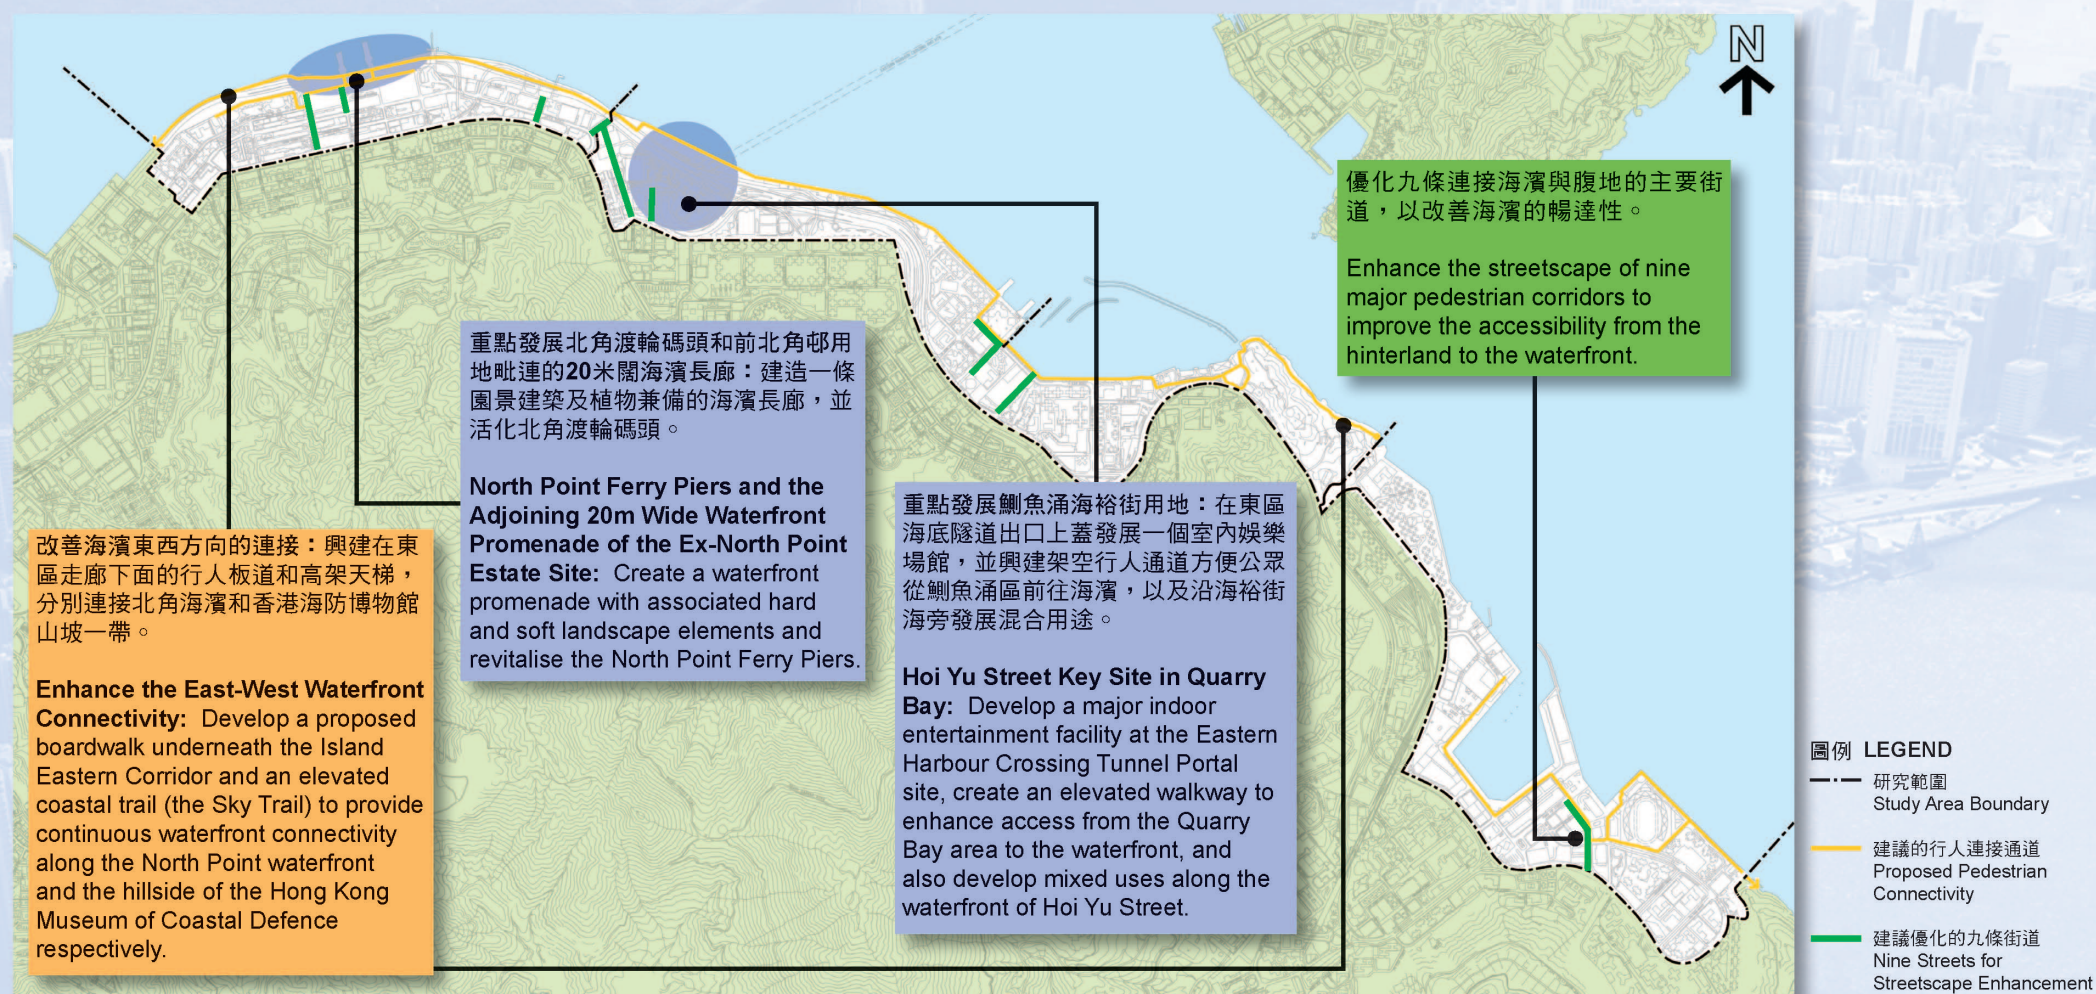 N
優化九條連接海濱與腹地的主要街
道，以改善海濱的暢達性。
Enhance the streetscape of nine
major pedestrian corridors to
improve the accessibility from the
hinterland to the waterfront.
重點發展北角渡輪碼頭和前北角邨用
地毗連的20米闊海濱長廊：建造一條
園景建築及植物兼備的海濱長廊，並
活化北角渡輪碼頭。
North Point Ferry Piers and the
Adjoining 20m Wide Waterfront
Promenade of the Ex-North Point
Estate Site: Create a waterfront
promenade with associated hard
and soft landscape elements and
revitalise the North Point Ferry Piers.
改善海濱東西方向的連接：興建在東
區走廊下面的行人板道和高架天梯，
分別連接北角海濱和香港海防博物館
山坡一帶。
Enhance the East-West Waterfront
Connectivity: Develop a proposed
boardwalk underneath the Island
Eastern Corridor and an elevated
coastal trail (the Sky Trail) to provide
continuous waterfront connectivity
along the North Point waterfront
and the hillside of the Hong Kong
Museum of Coastal Defence
respectively.
重點發展鰂魚涌海裕街用地：在東區
海底隧道出口上蓋發展一個室內娛樂
場館，並興建架空行人通道方便公眾
從鰂魚涌區前往海濱，以及沿海裕街
海旁發展混合用途。
Hoi Yu Street Key Site in Quarry
Bay: Develop a major indoor
entertainment facility at the Eastern
Harbour Crossing Tunnel Portal
site, create an elevated walkway to
enhance access from the Quarry
Bay area to the waterfront, and
also develop mixed uses along the
waterfront of Hoi Yu Street.
圖例 LEGEND
研究範圍
Study Area Boundary
建議的行人連接通道
Proposed Pedestrian
Connectivity
建議優化的九條街道
Nine Streets for
Streetscape Enhancement